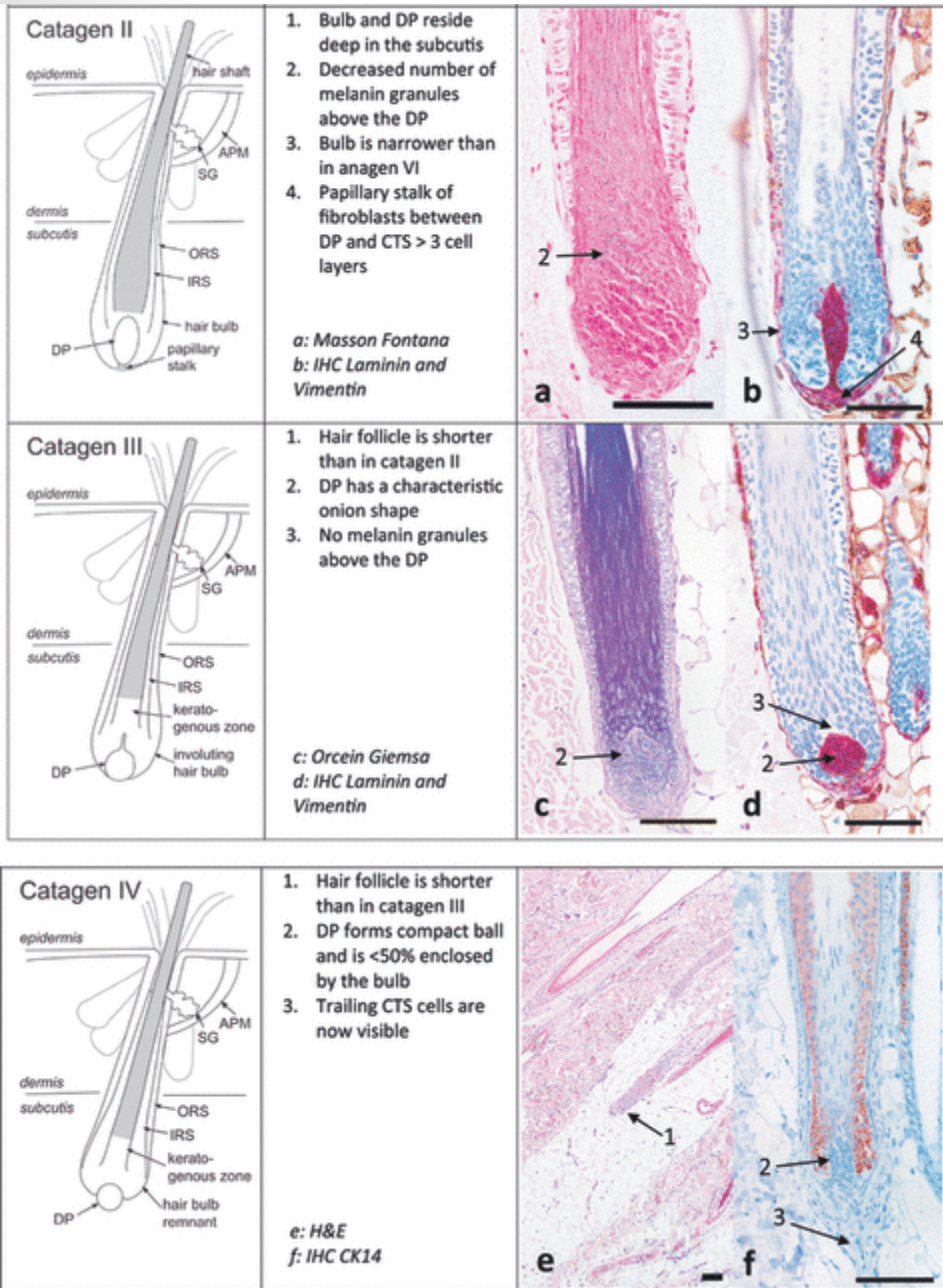 Catagen II
hair shaft
epidermis
APM
SG
dermis
subcutis
ORS
IRS
hair bulb
DP
papillary
stalk
1. Bulb and DP reside
deep in the subcutis
2. Decreased number of
melanin granules
above the DP
3. Bulb is narrower than
in anagen VI
4. Papillary stalk of
fibroblasts between
DP and CTS > 3 cell
layers
a: Masson Fontana
b: IHC Laminin and
Vimentin
2
a
3
4
b
Catagen III
epidermis
APM
SG
dermis
subcutis
ORS
IRS
kerato-
genous zone
involuting
hair bulb
DP
1. Hair follicle is shorter
than in catagen II
2. DP has a characteristic
onion shape
3. No melanin granules
above the DP
c: Orcein Giemsa
d: IHC Laminin and
Vimentin
2
c
3
2
d
Catagen IV
epidermis
APM
SG
dermis
subcutis
ORS
IRS
kerato-
genous zone
hair bulb
remnant
DP
1. Hair follicle is shorter
than in catagen III
2. DP forms compact ball
and is <50% enclosed
by the bulb
3. Trailing CTS cells are
now visible
e: H&E
f: IHC CK14
1
e
2
3
f